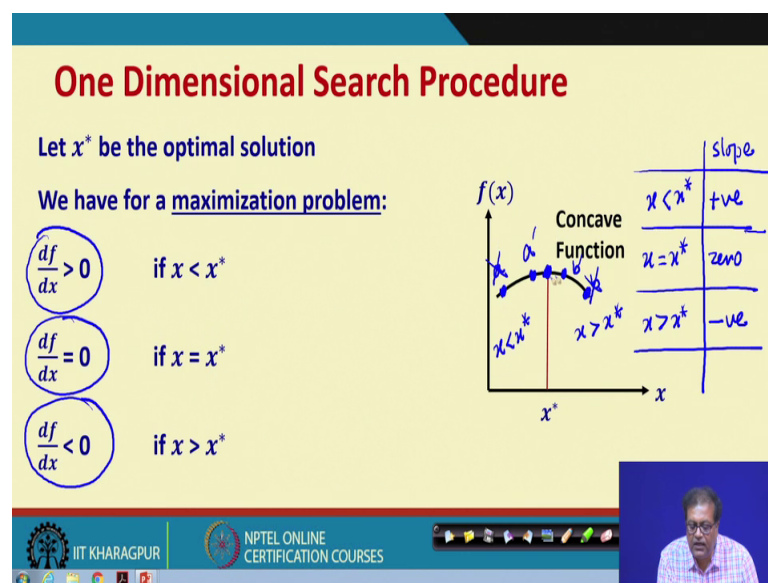 One Dimensional Search Procedure
Let x* be the optimal solution
We have for a maximization problem:
df/dx > 0 if x < x*
df/dx = 0 if x = x*
df/dx < 0 if x > x*
f(x)
Concave
Function
a a' b' b
x<x* x>x*
x
x*
slope
x<x* +ve
x=x* zero
x>x* -ve
IIT KHARAGPUR
NPTEL ONLINE
CERTIFICATION COURSES